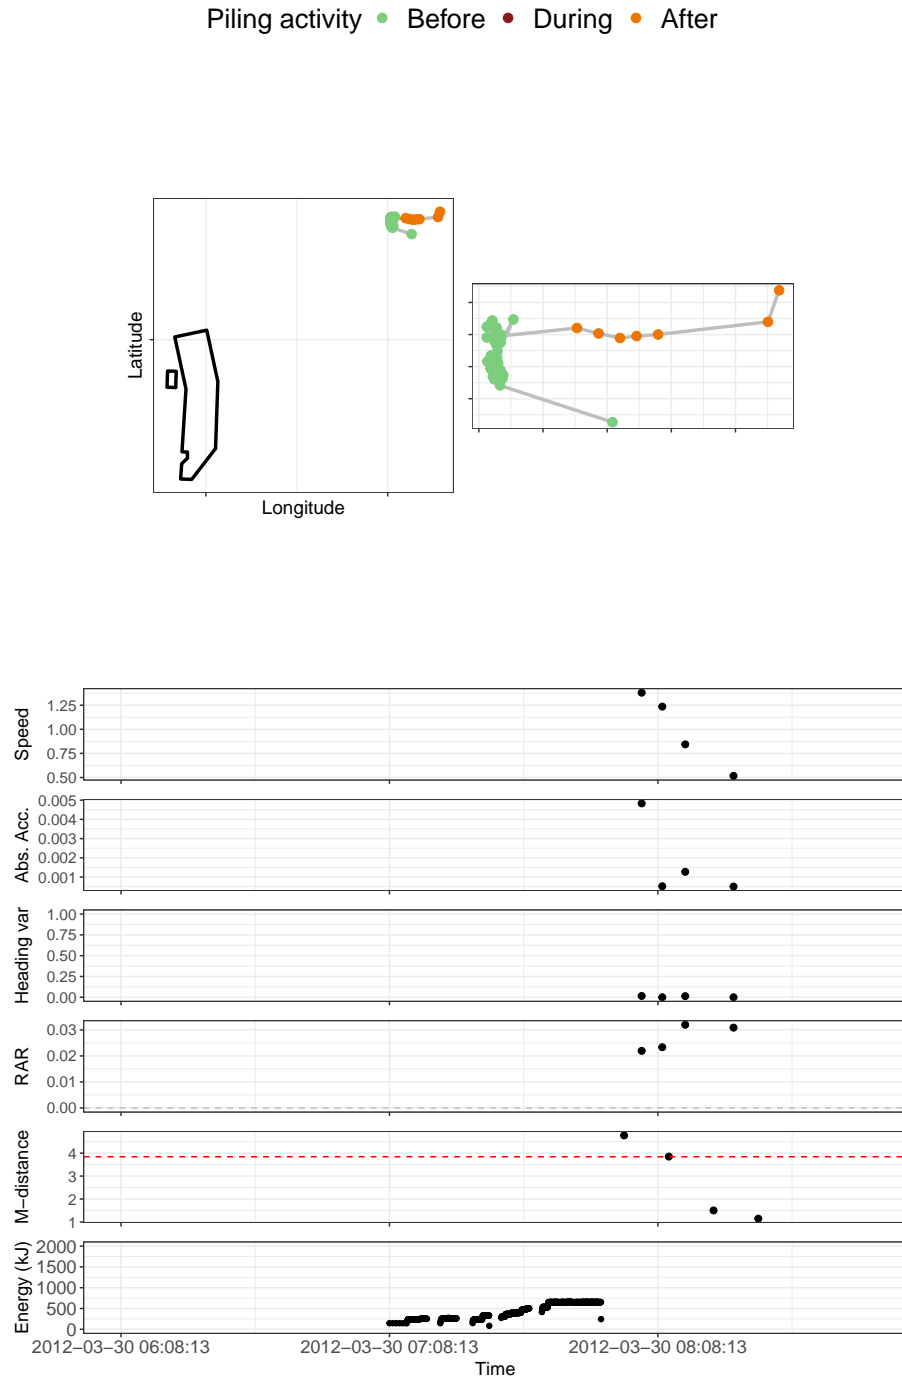 Piling activity Before During After
Latitude
Longitude
Speed
1.25
1.00
0.75
0.50
Abs. Acc.
0.005
0.004
0.003
0.002
0.001
Heading var
1.00
0.75
0.50
0.25
0.00
RAR
0.03
0.02
0.01
0.00
M−distance
4
3
2
1
Energy (kJ)
2000
1500
1000
500
0
2012−03−30 06:08:13 2012−03−30 07:08:13 2012−03−30 08:08:13
Time